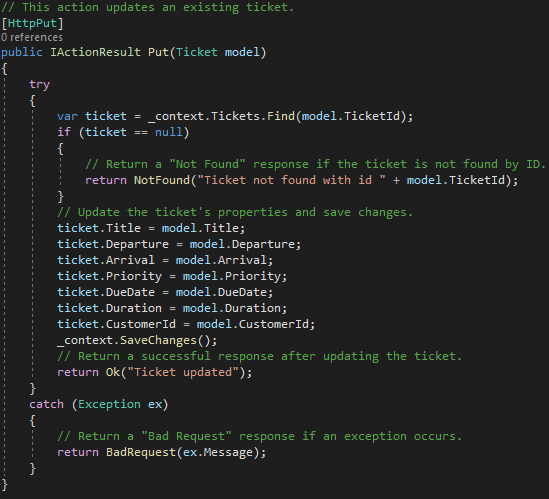 // This action updates an existing ticket.
[HttpPut]
0 references
public IActionResult Put(Ticket model)
{
try
{
var ticket = _context.Tickets.Find(model.TicketId);
if (ticket == null)
{
// Return a "Not Found" response if the ticket is not found by ID.
return NotFound("Ticket not found with id " + model.TicketId);
}
// Update the ticket's properties and save changes.
ticket.Title = model.Title;
ticket.Departure = model.Departure;
ticket.Arrival = model.Arrival;
ticket.Priority = model.Priority;
ticket.DueDate = model.DueDate;
ticket.Duration = model.Duration;
ticket.CustomerId = model.CustomerId;
_context.SaveChanges();
// Return a successful response after updating the ticket.
return Ok("Ticket updated");
}
catch (Exception ex)
{
// Return a "Bad Request" response if an exception occurs.
return BadRequest(ex.Message);
}
}